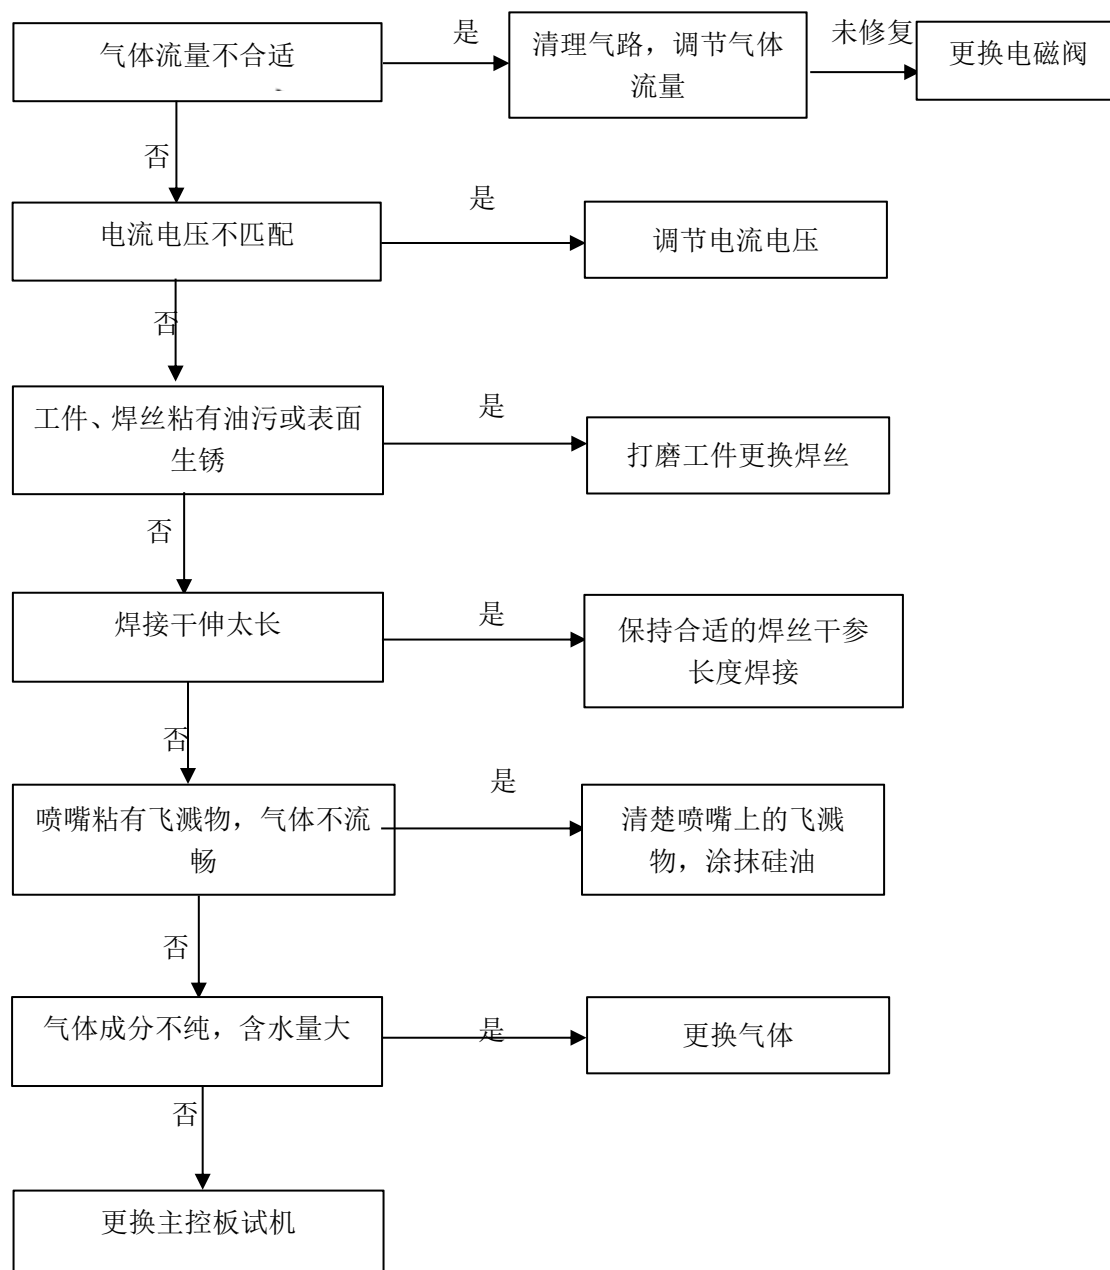 气体流量不合适
是
清理气路，调节气体
流量
未修复
更换电磁阀
否
电流电压不匹配
是
调节电流电压
否
工件、焊丝粘有油污或表面
生锈
是
打磨工件更换焊丝
否
焊接干伸太长
是
保持合适的焊丝干参
长度焊接
否
喷嘴粘有飞溅物，气体不流
畅
是
清楚喷嘴上的飞溅
物，涂抹硅油
否
气体成分不纯，含水量大
是
更换气体
否
更换主控板试机